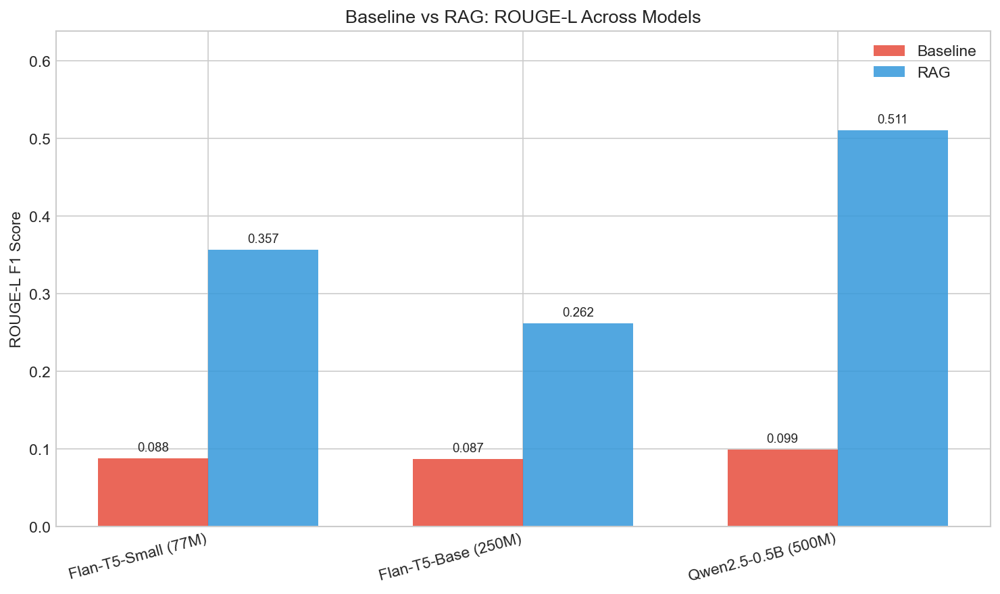 Baseline vs RAG: ROUGE-L Across Models
Baseline
RAG
ROUGE-L F1 Score
0.6
0.5
0.4
0.3
0.2
0.1
0.0
0.088
0.357
0.087
0.262
0.099
0.511
Flan-T5-Small (77M)
Flan-T5-Base (250M)
Qwen2.5-0.5B (500M)